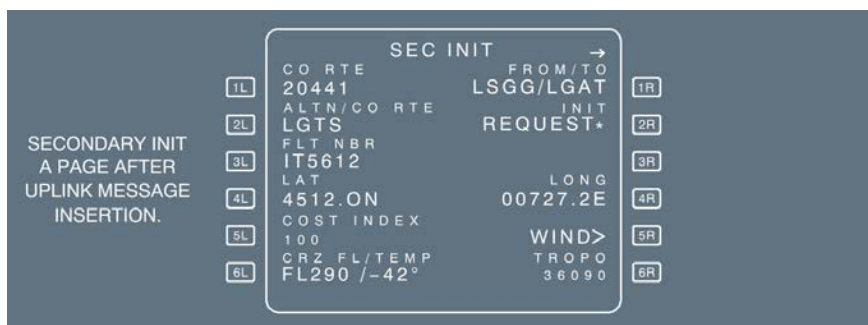 SEC INIT →
CO RTE FROM/TO
1L 20441 LSGG/LGAT 1R
ALTN/CO RTE INIT
2L LGTS REQUEST* 2R
FLT NBR
3L IT5612 3R
LAT LONG
4L 4512.ON 00727.2E 4R
COST INDEX
5L 100 WIND> 5R
CRZ FL/TEMP TROPO
6L FL290 /-42° 36090 6R
SECONDARY INIT
A PAGE AFTER
UPLINK MESSAGE
INSERTION.